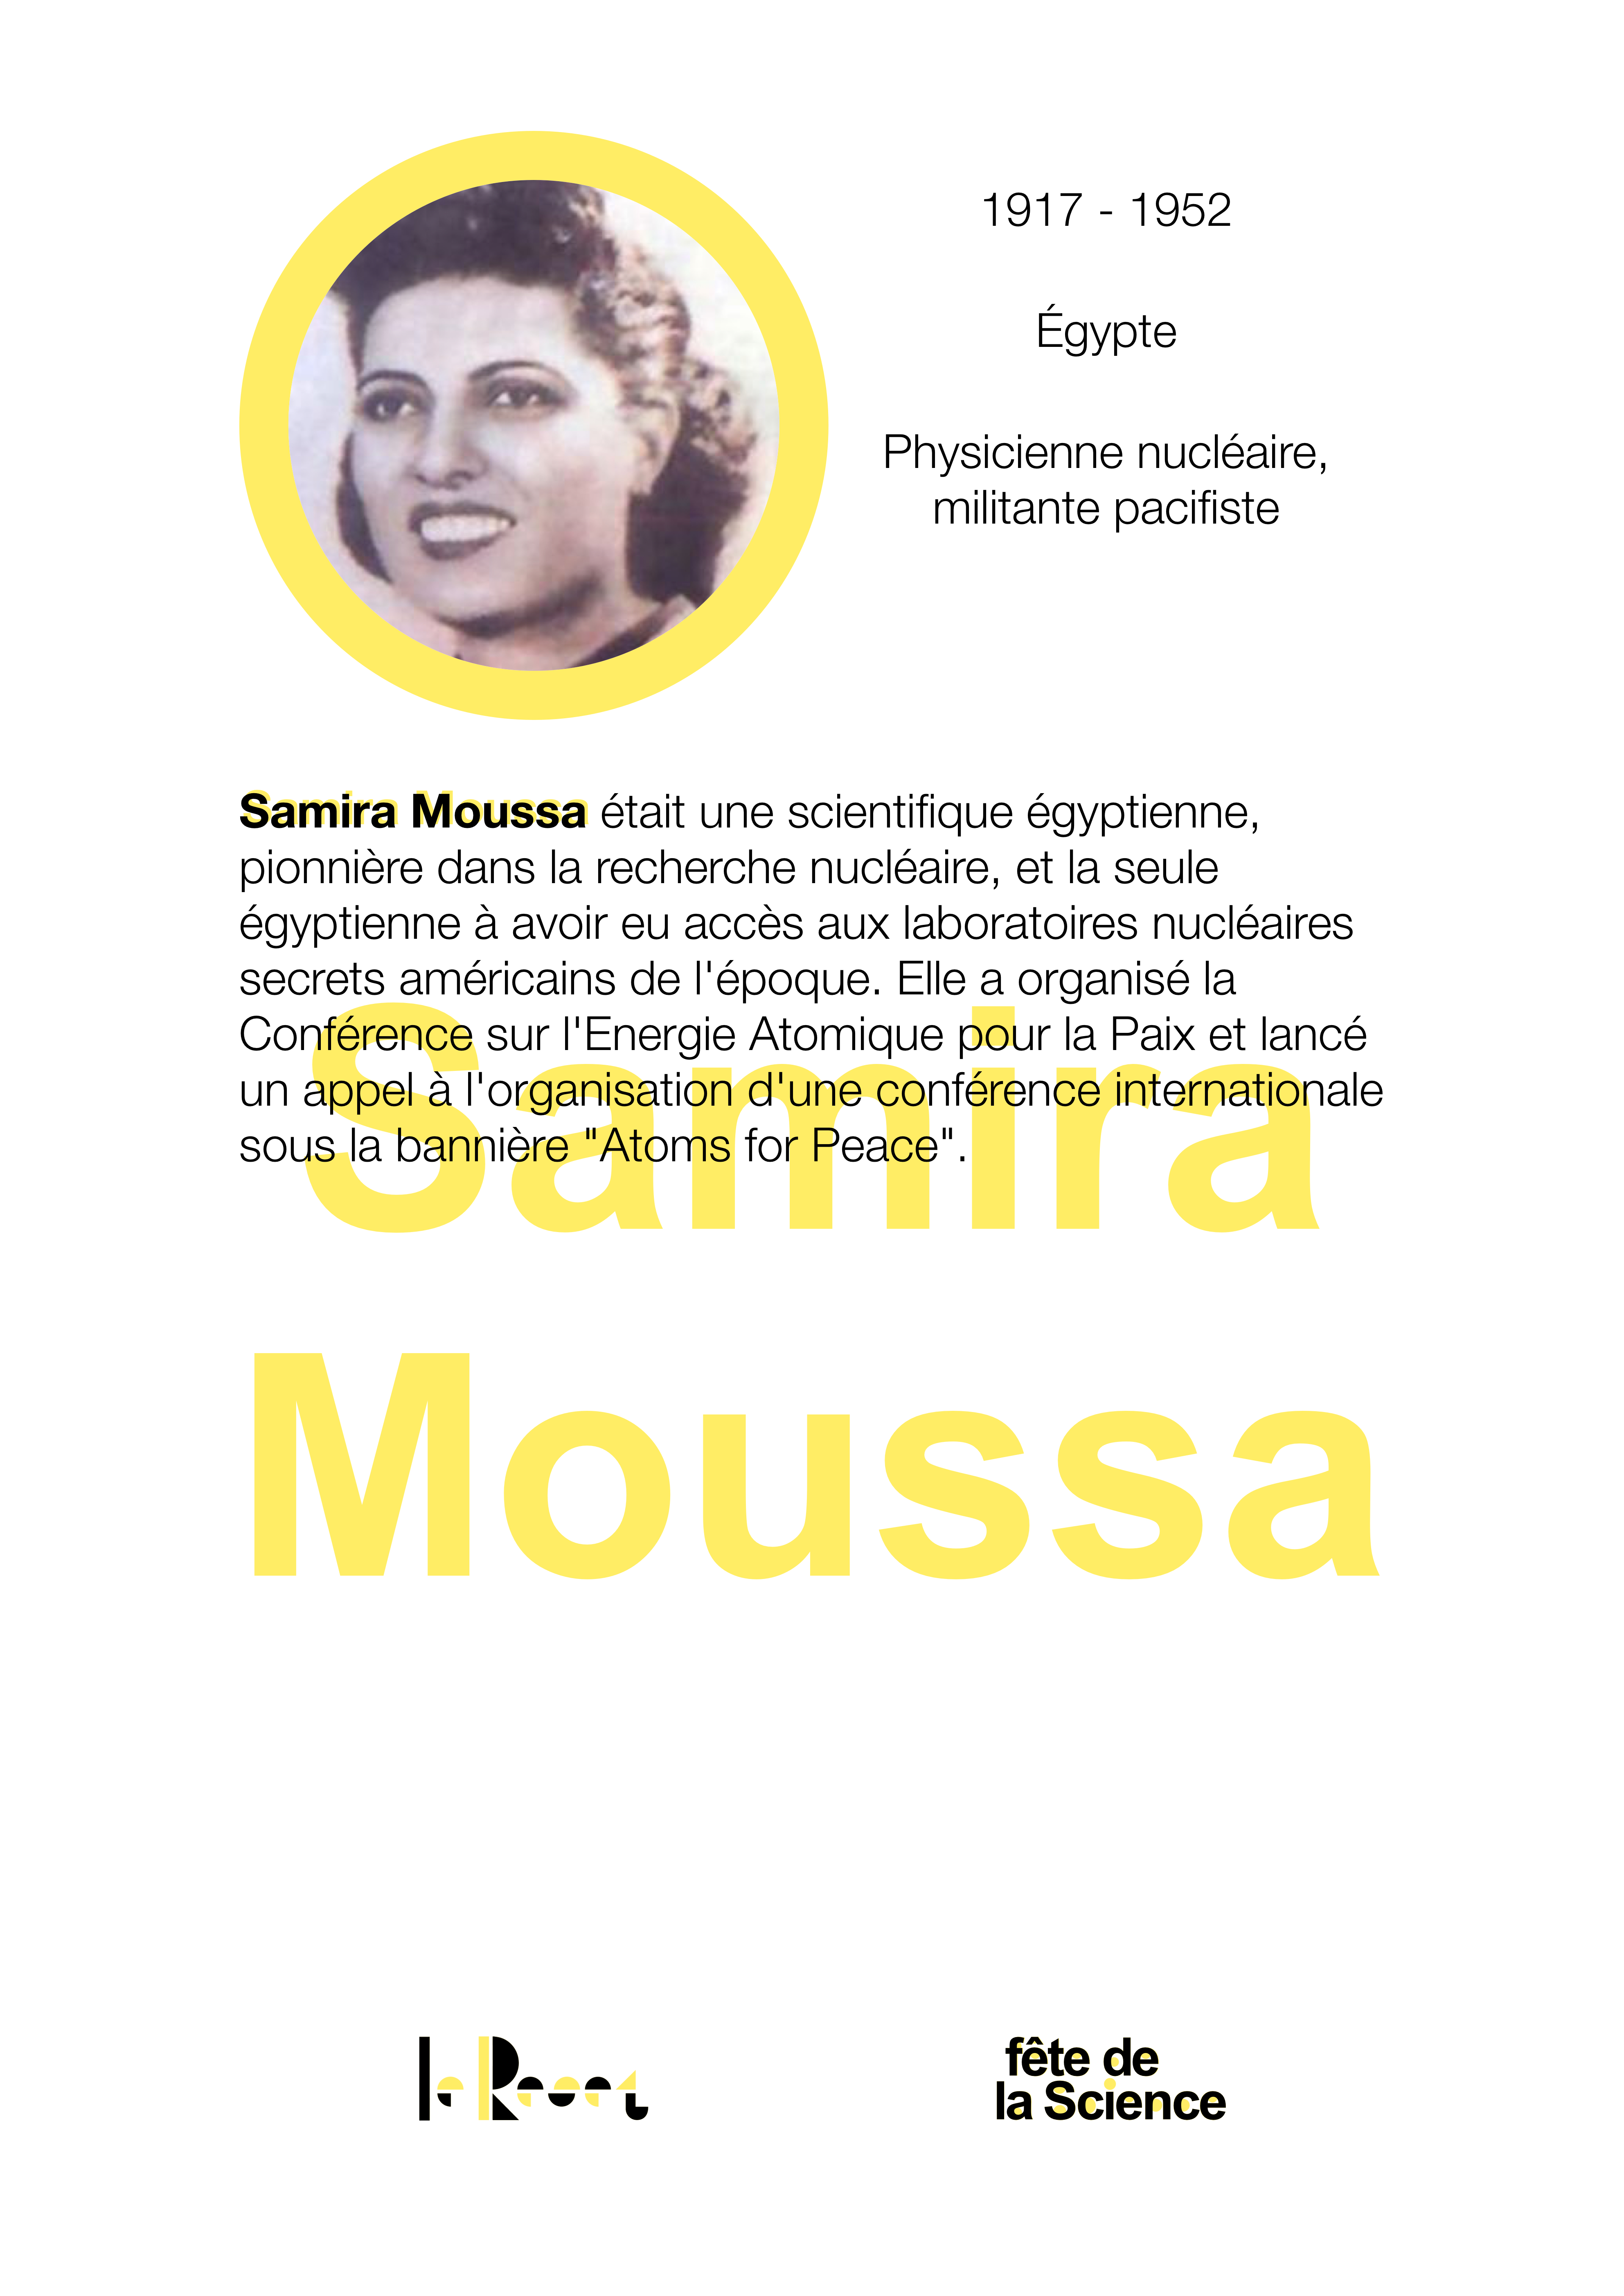 1917 - 1952
Égypte
Physicienne nucléaire,
militante pacifiste
Samira Moussa était une scientifique égyptienne,
pionnière dans la recherche nucléaire, et la seule
égyptienne à avoir eu accès aux laboratoires nucléaires
secrets américains de l'époque. Elle a organisé la
Conférence sur l'Energie Atomique pour la Paix et lancé
un appel à l'organisation d'une conférence internationale
sous la bannière "Atoms for Peace".
Samira
Moussa
le Reset
fête de
la Science